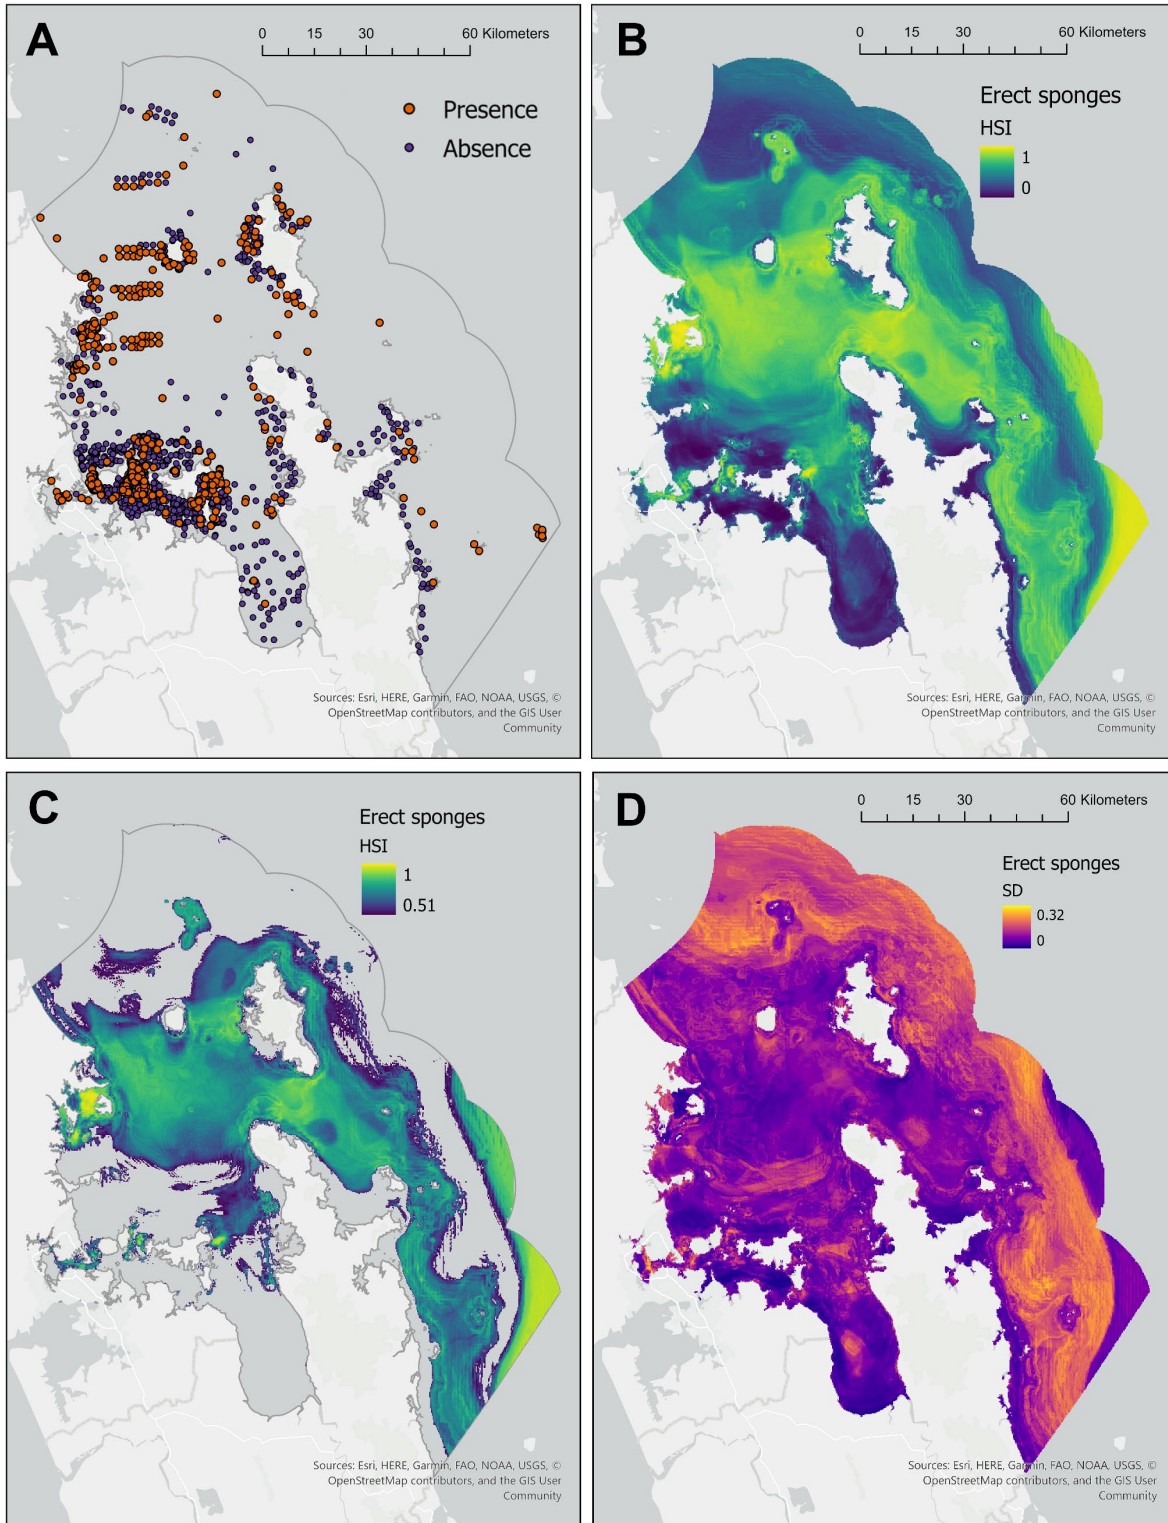 A
0 15 30 60 Kilometers
Presence
Absence
Sources: Esri, HERE, Garmin, FAO, NOAA, USGS, ©
OpenStreetMap contributors, and the GIS User
Community
B
0 15 30 60 Kilometers
Erect sponges
HSI
1
0
Sources: Esri, HERE, Garmin, FAO, NOAA, USGS, ©
OpenStreetMap contributors, and the GIS User
Community
C
Erect sponges
HSI
1
0.51
Sources: Esri, HERE, Garmin, FAO, NOAA, USGS, ©
OpenStreetMap contributors, and the GIS User
Community
D
0 15 30 60 Kilometers
Erect sponges
SD
0.32
0
Sources: Esri, HERE, Garmin, FAO, NOAA, USGS, ©
OpenStreetMap contributors, and the GIS User
Community